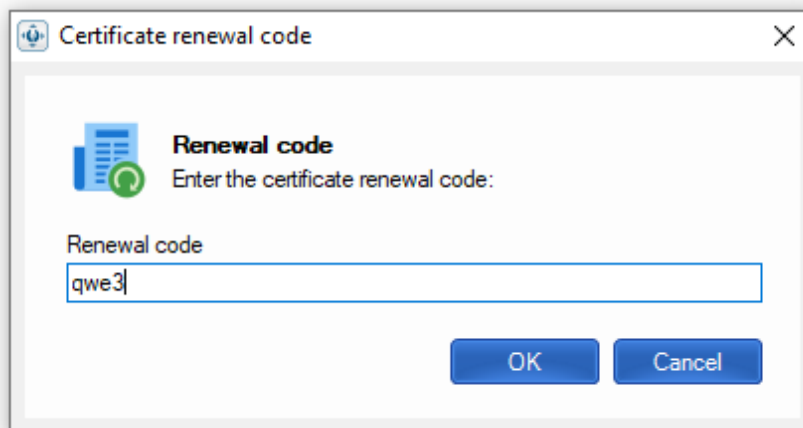 Certificate renewal code
Renewal code
Enter the certificate renewal code:
Renewal code
qwe3
OK
Cancel